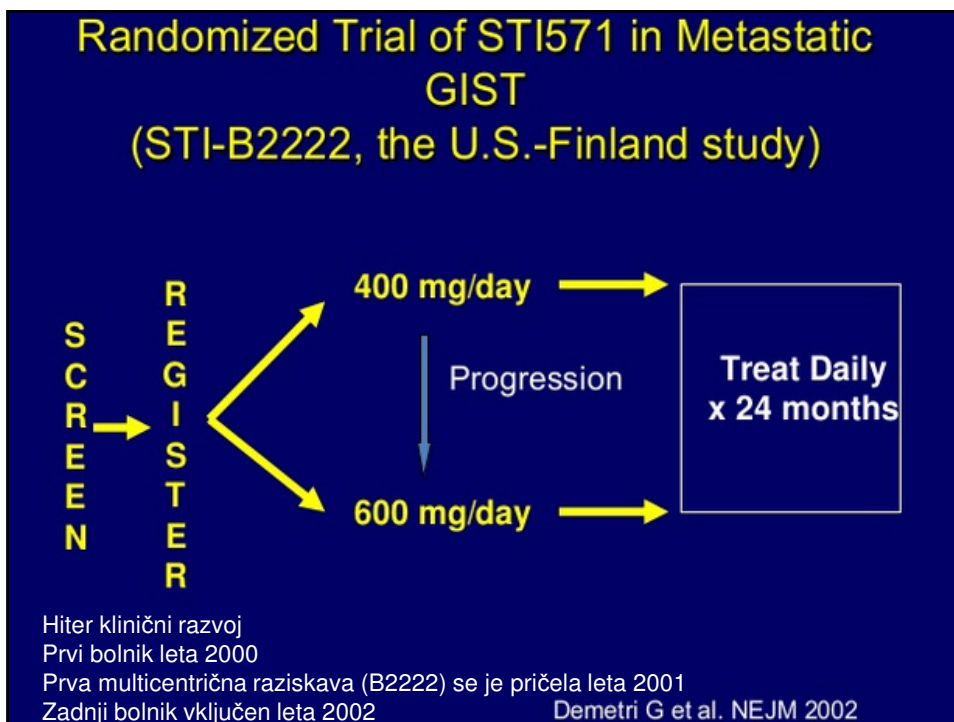 Randomized Trial of STI571 in Metastatic
GIST
(STI-B2222, the U.S.-Finland study)
SCREEN
REGISTER
400 mg/day
Progression
600 mg/day
Treat Daily
x 24 months
Hiter klinični razvoj
Prvi bolnik leta 2000
Prva multicentrična raziskava (B2222) se je pričela leta 2001
Zadnji bolnik vključen leta 2002
Demetri G et al. NEJM 2002